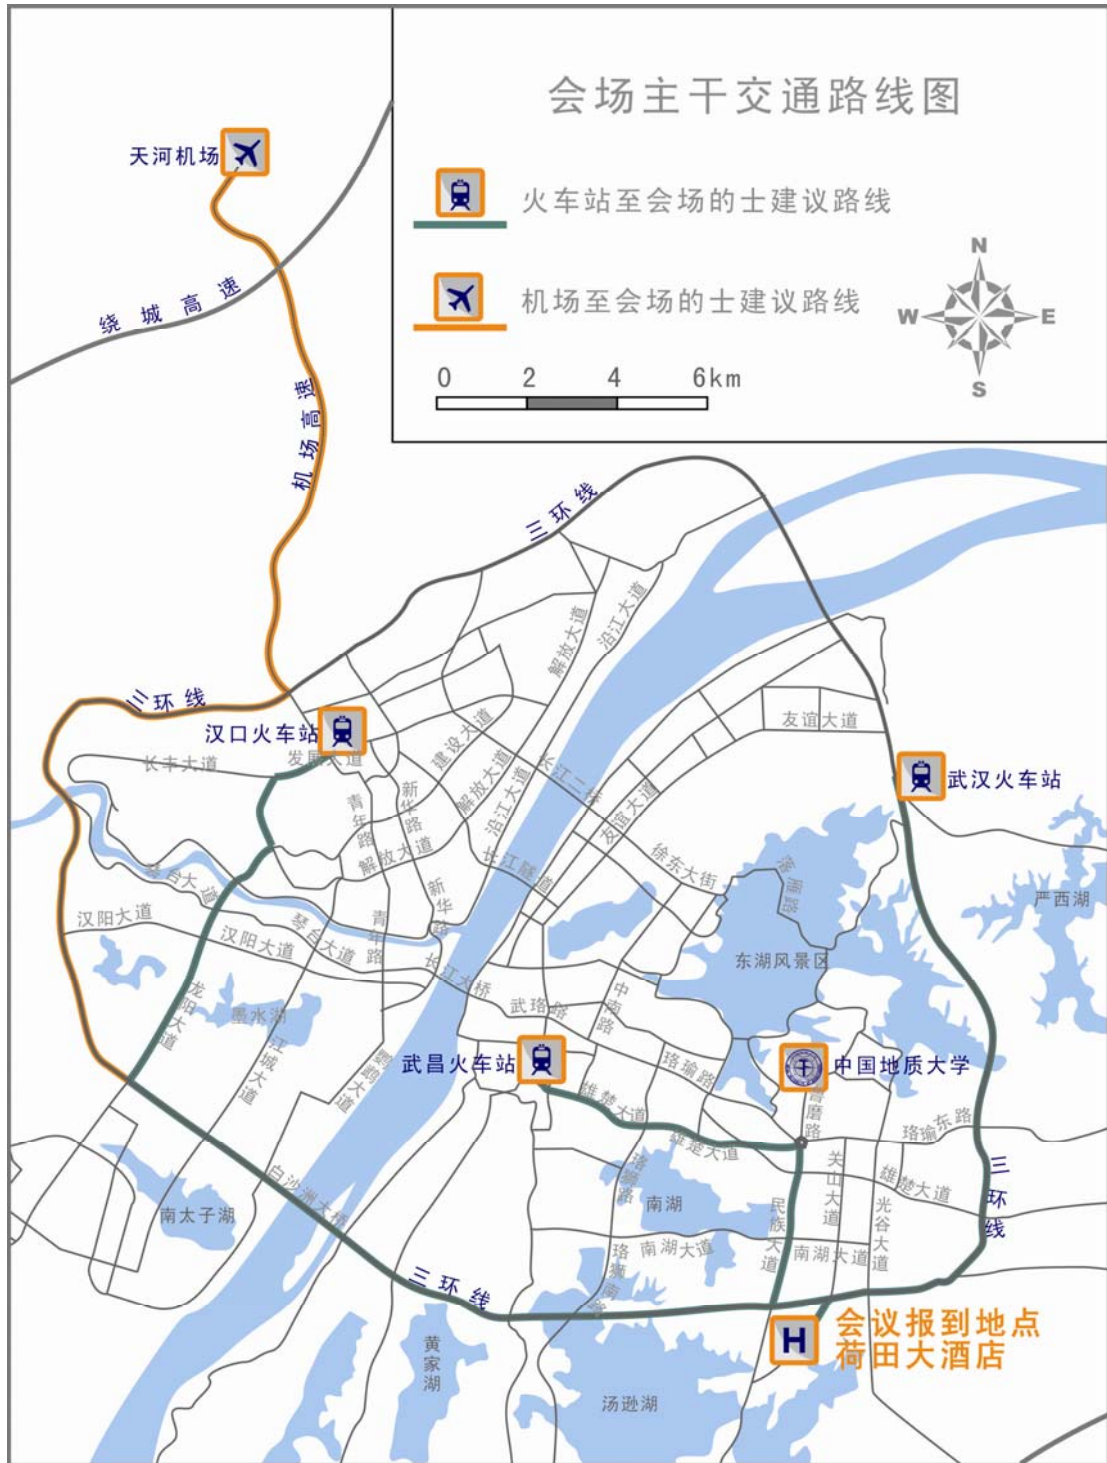 会场主干交通路线图
天河机场
火车站至会场的士建议路线
N
W
E
S
绕城高速
机场至会场的士建议路线
0 2 4 6km
机场高速
三环线
沿江大道
解放大道
三环线
汉口火车站
长丰大道
发展大道
建设大道
友谊大道
武汉火车站
新华路
解放大道
沿江大道
长江二桥
友谊大道
青年路
解放大道
长江隧道
徐东大街
落雁路
严西湖
琴台大道
汉阳大道
汉阳大道
琴台大道
新华路
青年路
长江大桥
东湖风景区
龙阳大道
墨水湖
江城大道
鹦鹉大道
武珞路
中南路
武昌火车站
珞瑜路
中国地质大学
鲁磨路
雄楚大道
雄楚大道
珞瑜东路
关山大道
雄楚大道
三环线
白沙洲大桥
南太子湖
珞狮路
南湖
民族大道
光谷大道
南湖大道
南湖大道
珞狮南路
三环线
黄家湖
汤逊湖
H
会议报到地点
荷田大酒店